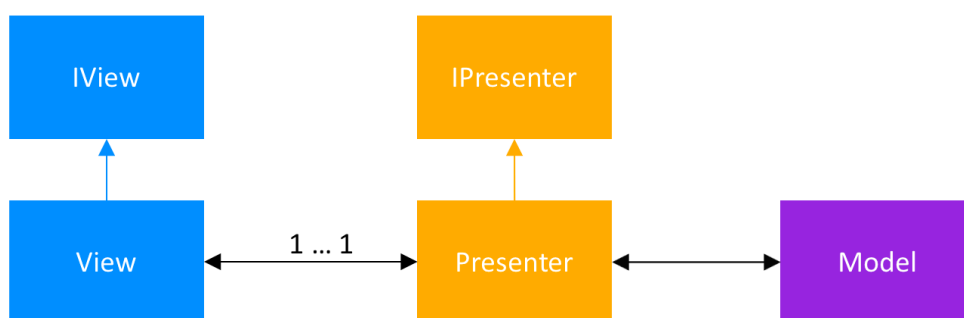 IView
IPresenter
1 ... 1
View
Presenter
Model